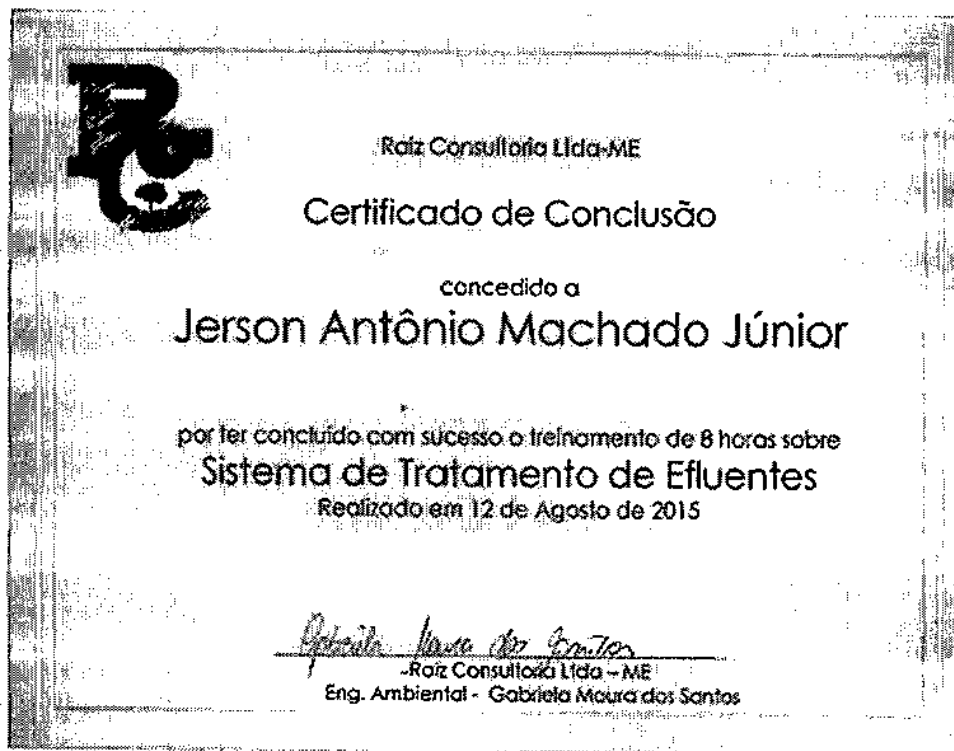 Raiz Consultoria Ltda-ME
Certificado de Conclusão
concedido a
Jerson Antônio Machado Júnior
por ter concluído com sucesso o treinamento de 8 horas sobre
Sistema de Tratamento de Efluentes
Realizado em 12 de Agosto de 2015
Gabriela Moura dos Santos
Raiz Consultoria Ltda - ME
Eng. Ambiental - Gabriela Moura dos Santos